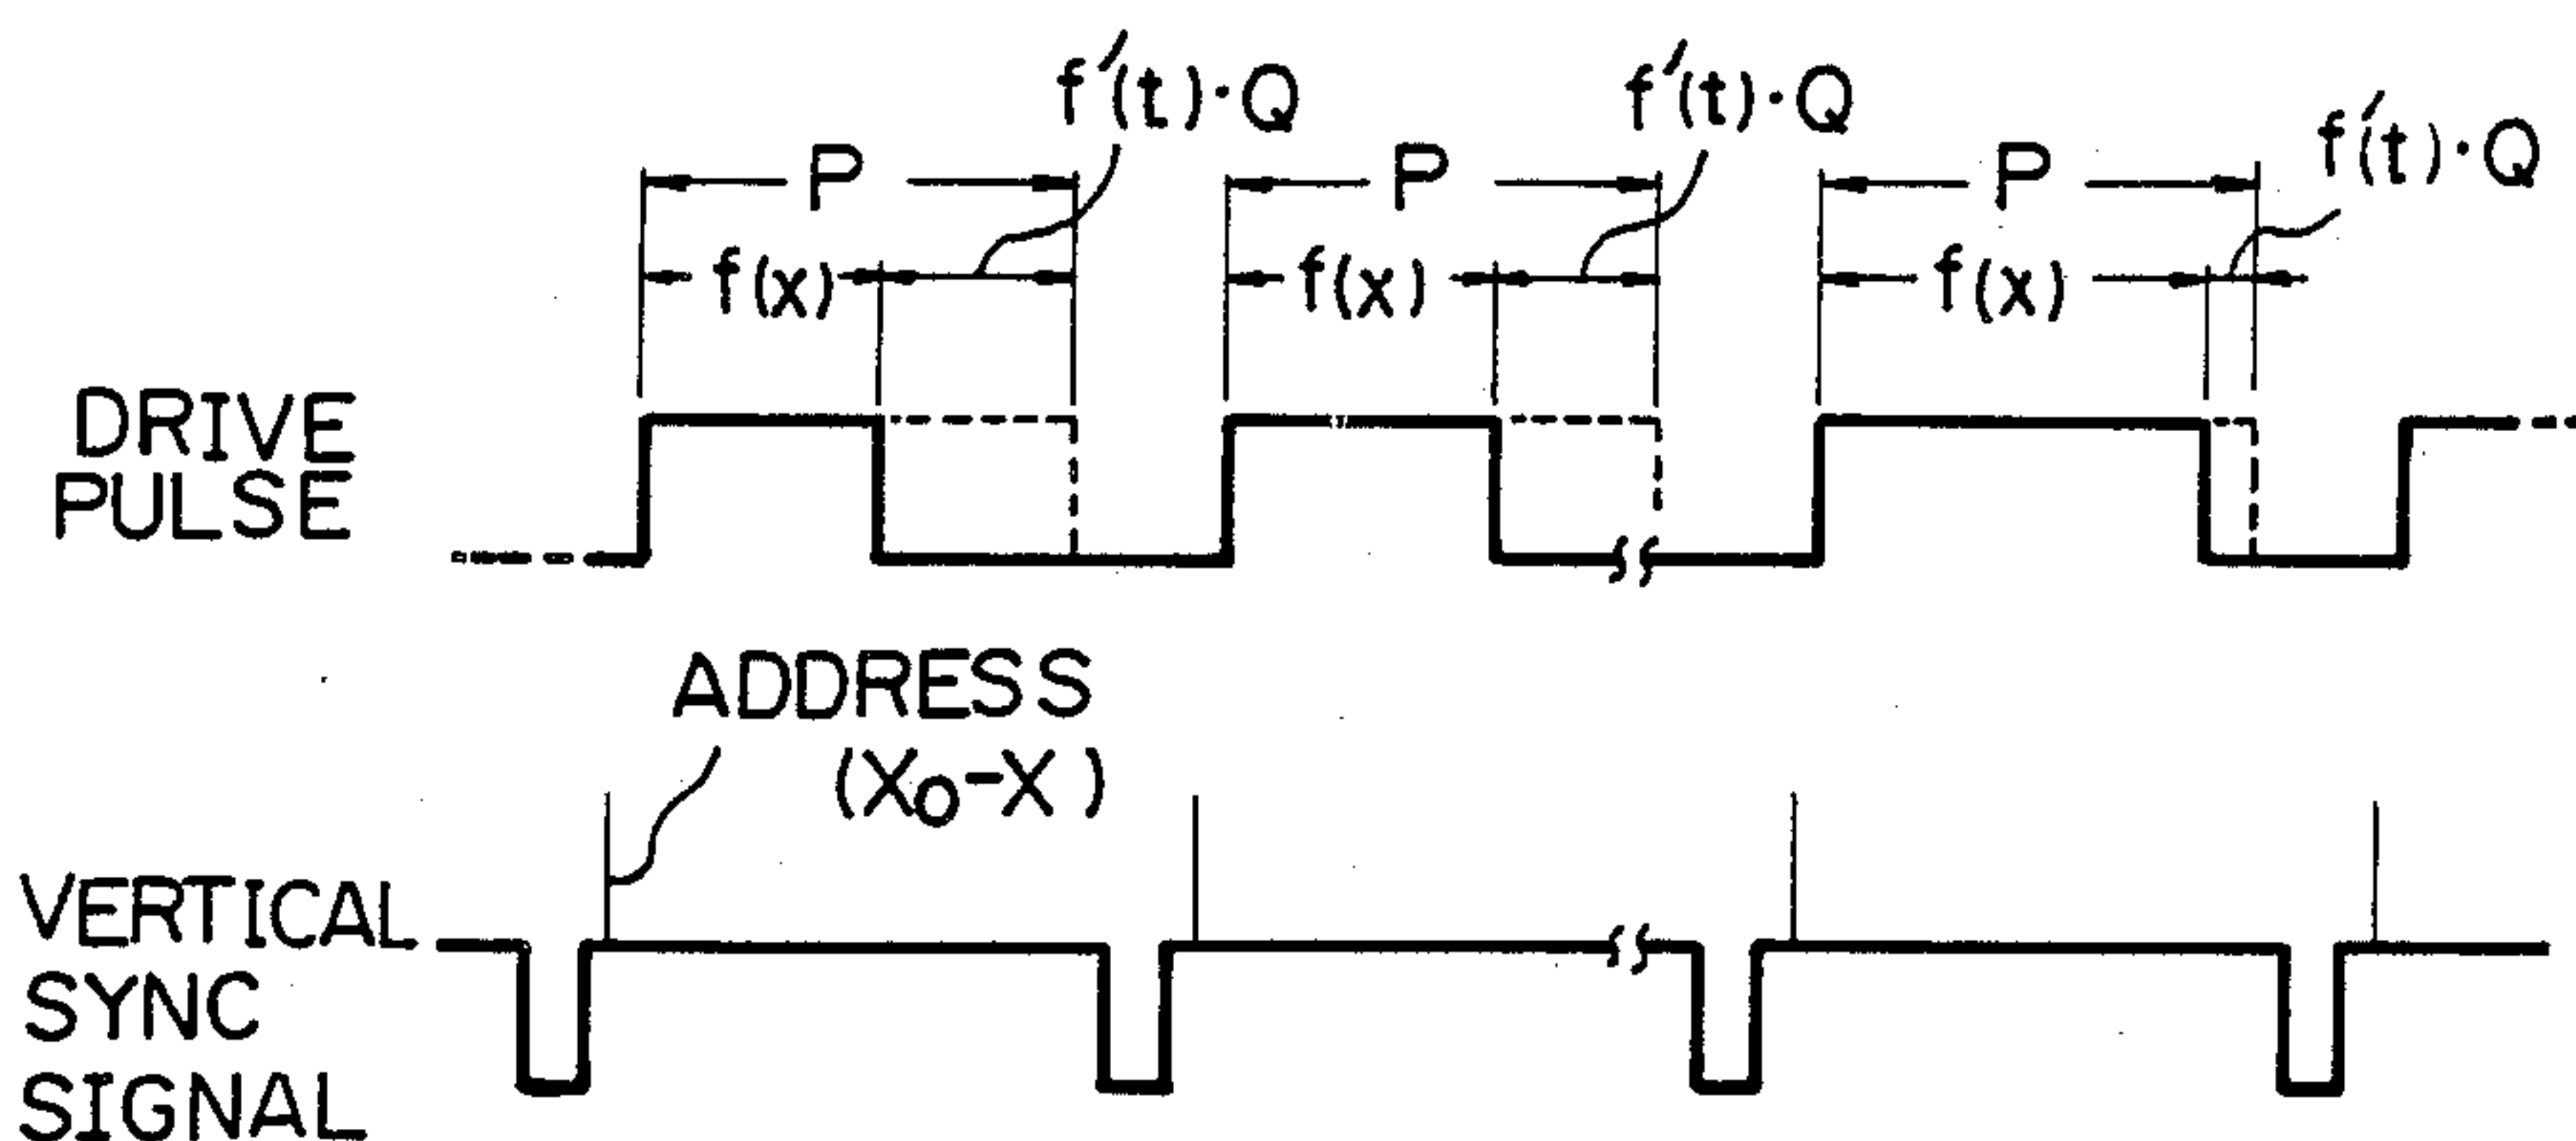 f'(t)·Q f'(t)·Q f'(t)·Q
P P P
f(x) f(x) f(x)
DRIVE
PULSE
ADDRESS
(X₀-X)
VERTICAL
SYNC
SIGNAL